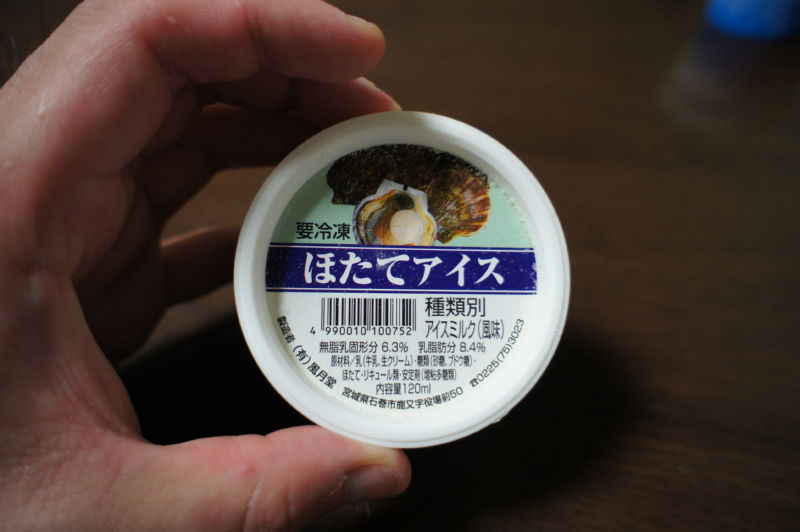 要冷凍
ほたてアイス
4 990010 100752
種類別
アイスミルク(風味)
無脂乳固形分 6.3% 乳脂肪分 8.4%
原材料/乳(牛乳、生クリーム)・糖類(砂糖、ブドウ糖)・
ほたて・リキュール類・安定剤(増粘多糖類)
内容量120ml
製造者 (有)風月堂 宮城県石巻市鹿又字役場前50 ☎0225(75)3023